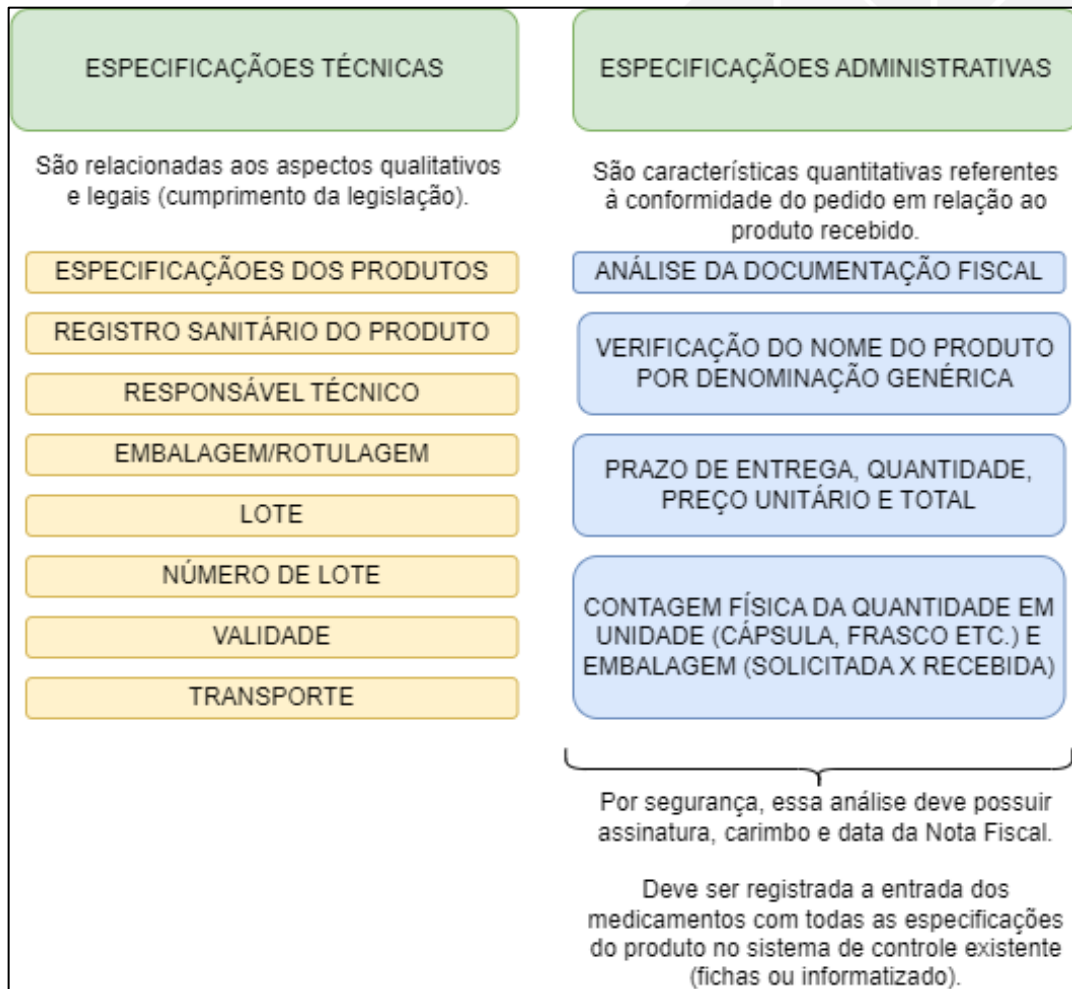 ESPECIFICAÇÃOES TÉCNICAS
São relacionadas aos aspectos qualitativos
e legais (cumprimento da legislação).
ESPECIFICAÇÃOES DOS PRODUTOS
REGISTRO SANITÁRIO DO PRODUTO
RESPONSÁVEL TÉCNICO
EMBALAGEM/ROTULAGEM
LOTE
NÚMERO DE LOTE
VALIDADE
TRANSPORTE
ESPECIFICAÇÃOES ADMINISTRATIVAS
São características quantitativas referentes
à conformidade do pedido em relação ao
produto recebido.
ANÁLISE DA DOCUMENTAÇÃO FISCAL
VERIFICAÇÃO DO NOME DO PRODUTO
POR DENOMINAÇÃO GENÉRICA
PRAZO DE ENTREGA, QUANTIDADE,
PREÇO UNITÁRIO E TOTAL
CONTAGEM FÍSICA DA QUANTIDADE EM
UNIDADE (CÁPSULA, FRASCO ETC.) E
EMBALAGEM (SOLICITADA X RECEBIDA)
Por segurança, essa análise deve possuir
assinatura, carimbo e data da Nota Fiscal.
Deve ser registrada a entrada dos
medicamentos com todas as especificações
do produto no sistema de controle existente
(fichas ou informatizado).